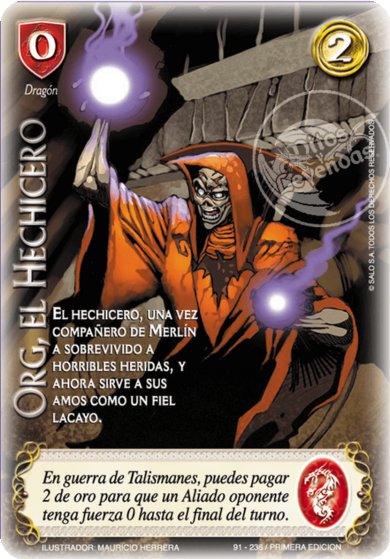 0
2
Dragón
ORG, EL HECHICERO
Mitos
Leyendas
© SALO S.A. TODOS LOS DERECHOS RESERVADOS
EL HECHICERO, UNA VEZ
COMPAÑERO DE MERLÍN
A SOBREVIVIDO A
HORRIBLES HERIDAS, Y
AHORA SIRVE A SUS
AMOS COMO UN FIEL
LACAYO.
En guerra de Talismanes, puedes pagar
2 de oro para que un Aliado oponente
tenga fuerza 0 hasta el final del turno.
ILUSTRADOR: MAURICIO HERRERA
91 - 236 / PRIMERA EDICION